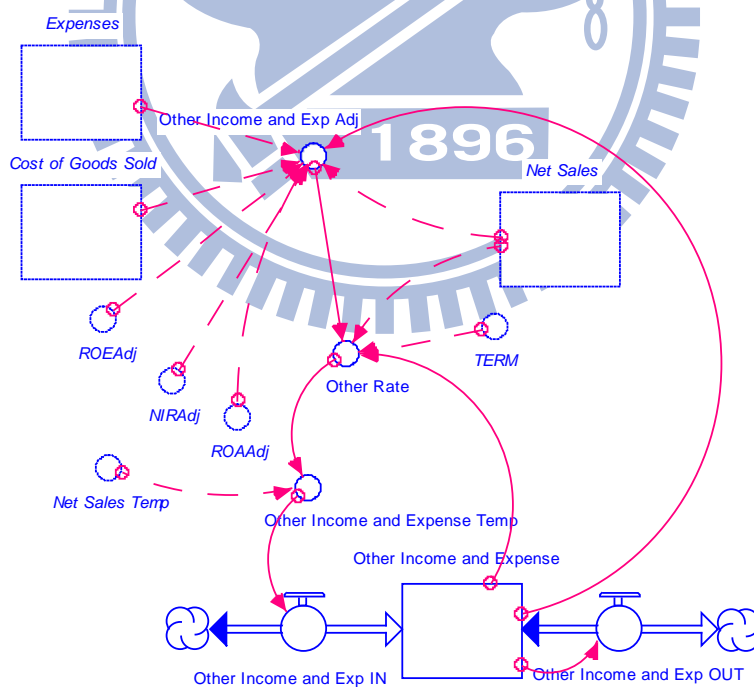 Expenses
Other Income and Exp Adj
1896
Cost of Goods Sold
Net Sales
ROEAdj
TERM
NIRAdj
Other Rate
ROAAdj
Net Sales Temp
Other Income and Expense Temp
Other Income and Expense
Other Income and Exp IN
Other Income and Exp OUT